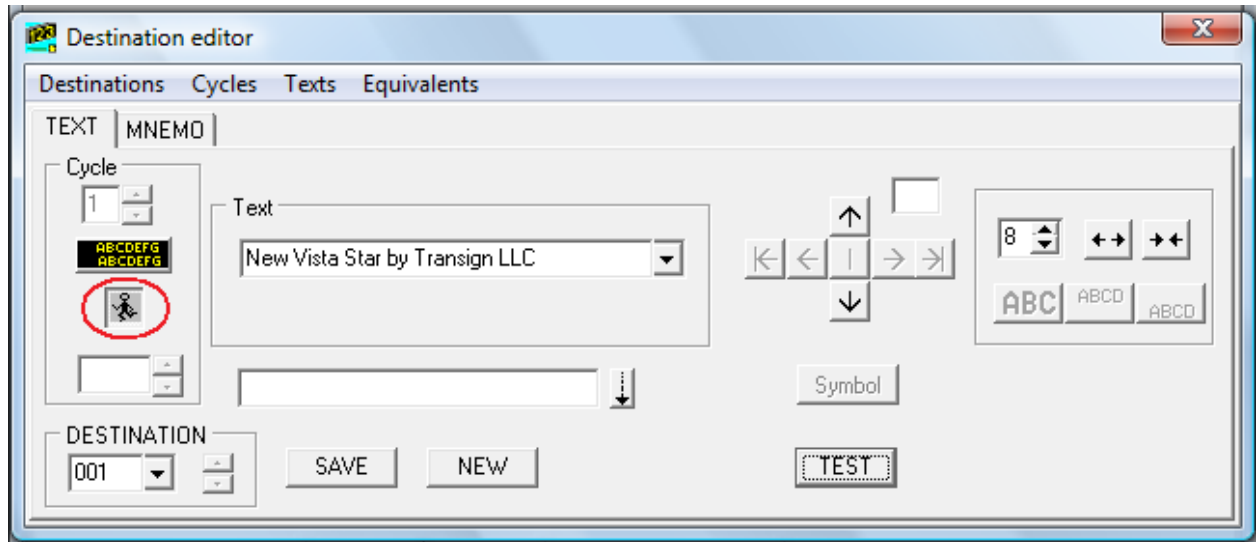 Destination editor
Destinations Cycles Texts Equivalents
TEXT MNEMO
Cycle
1
ABCDEFG
ABCDEFG
Text
New Vista Star by Transign LLC
8
ABC ABCD ABCD
Symbol
DESTINATION
001
SAVE NEW TEST